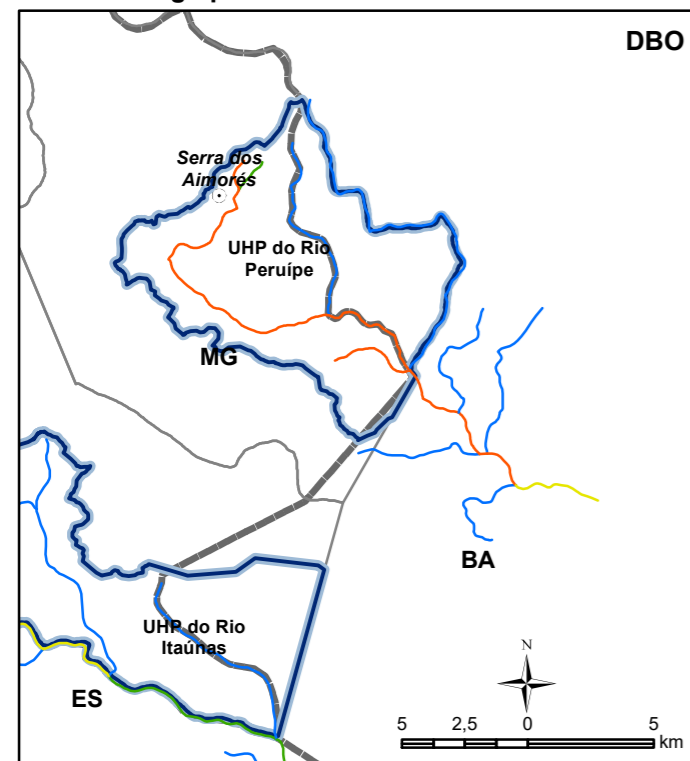 DBO
Serra dos
Aimorés
UHP do Rio
Peruípe
MG
BA
UHP do Rio
Itaúnas
ES
N
5 2,5 0 5
km